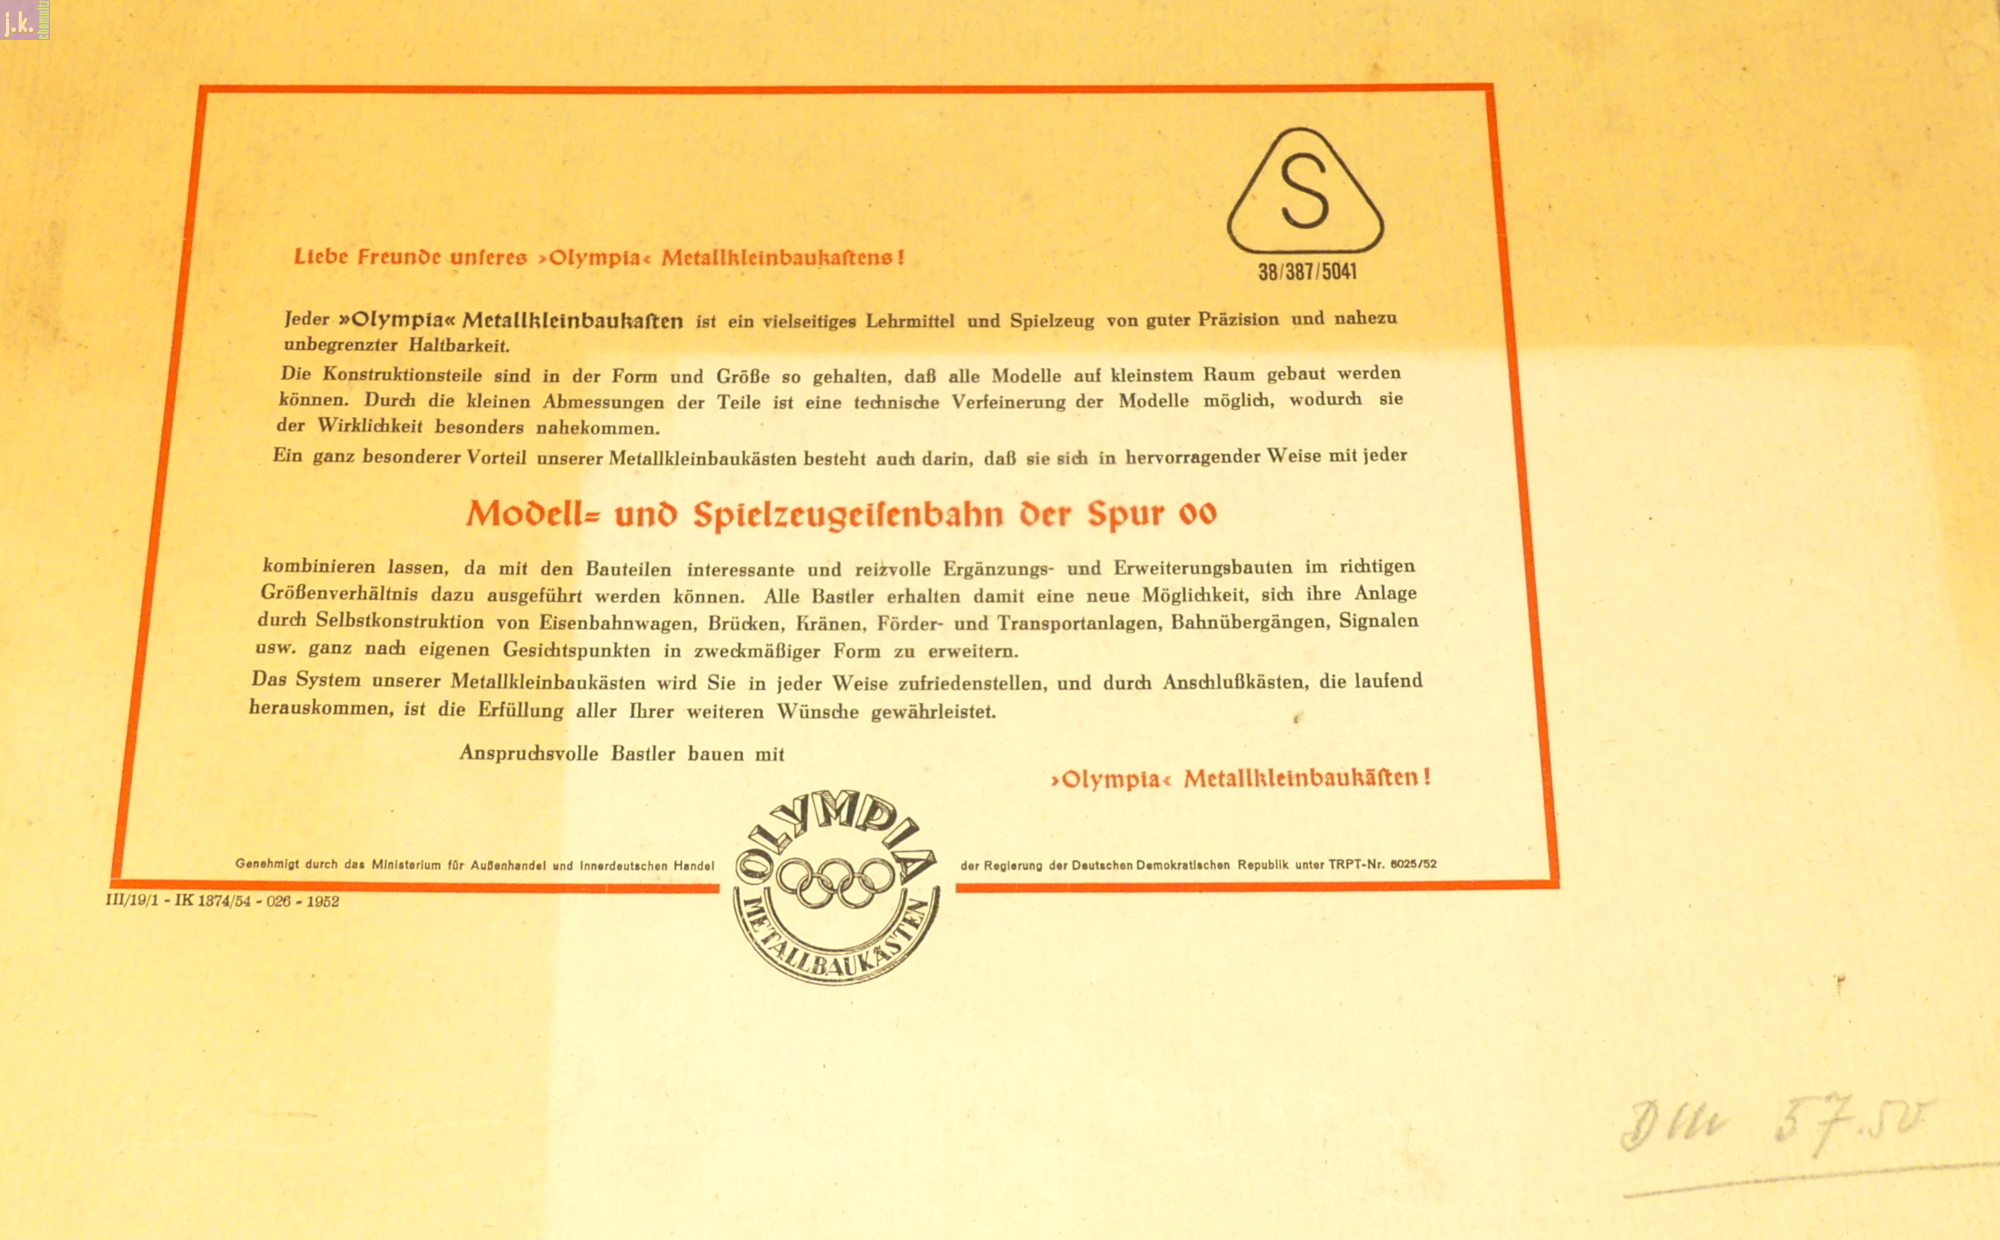 j.k. chemnitz
S
38/387/5041
Liebe Freunde unseres ›Olympia‹ Metallkleinbaukastens!
Jeder »Olympia« Metallkleinbaukasten ist ein vielseitiges Lehrmittel und Spielzeug von guter Präzision und nahezu
unbegrenzter Haltbarkeit.
Die Konstruktionsteile sind in der Form und Größe so gehalten, daß alle Modelle auf kleinstem Raum gebaut werden
können. Durch die kleinen Abmessungen der Teile ist eine technische Verfeinerung der Modelle möglich, wodurch sie
der Wirklichkeit besonders nahekommen.
Ein ganz besonderer Vorteil unserer Metallkleinbaukästen besteht auch darin, daß sie sich in hervorragender Weise mit jeder
Modell= und Spielzeugeisenbahn der Spur 00
kombinieren lassen, da mit den Bauteilen interessante und reizvolle Ergänzungs- und Erweiterungsbauten im richtigen
Größenverhältnis dazu ausgeführt werden können. Alle Bastler erhalten damit eine neue Möglichkeit, sich ihre Anlage
durch Selbstkonstruktion von Eisenbahnwagen, Brücken, Kränen, Förder- und Transportanlagen, Bahnübergängen, Signalen
usw. ganz nach eigenen Gesichtspunkten in zweckmäßiger Form zu erweitern.
Das System unserer Metallkleinbaukästen wird Sie in jeder Weise zufriedenstellen, und durch Anschlußkästen, die laufend
herauskommen, ist die Erfüllung aller Ihrer weiteren Wünsche gewährleistet.
Anspruchsvolle Bastler bauen mit
›Olympia‹ Metallkleinbaukästen!
OLYMPIA
METALLBAUKÄSTEN
Genehmigt durch das Ministerium für Außenhandel und Innerdeutschen Handel der Regierung der Deutschen Demokratischen Republik unter TRPT-Nr. 6025/52
III/19/1 - IK 1374/54 - 026 - 1952
DM 57.50